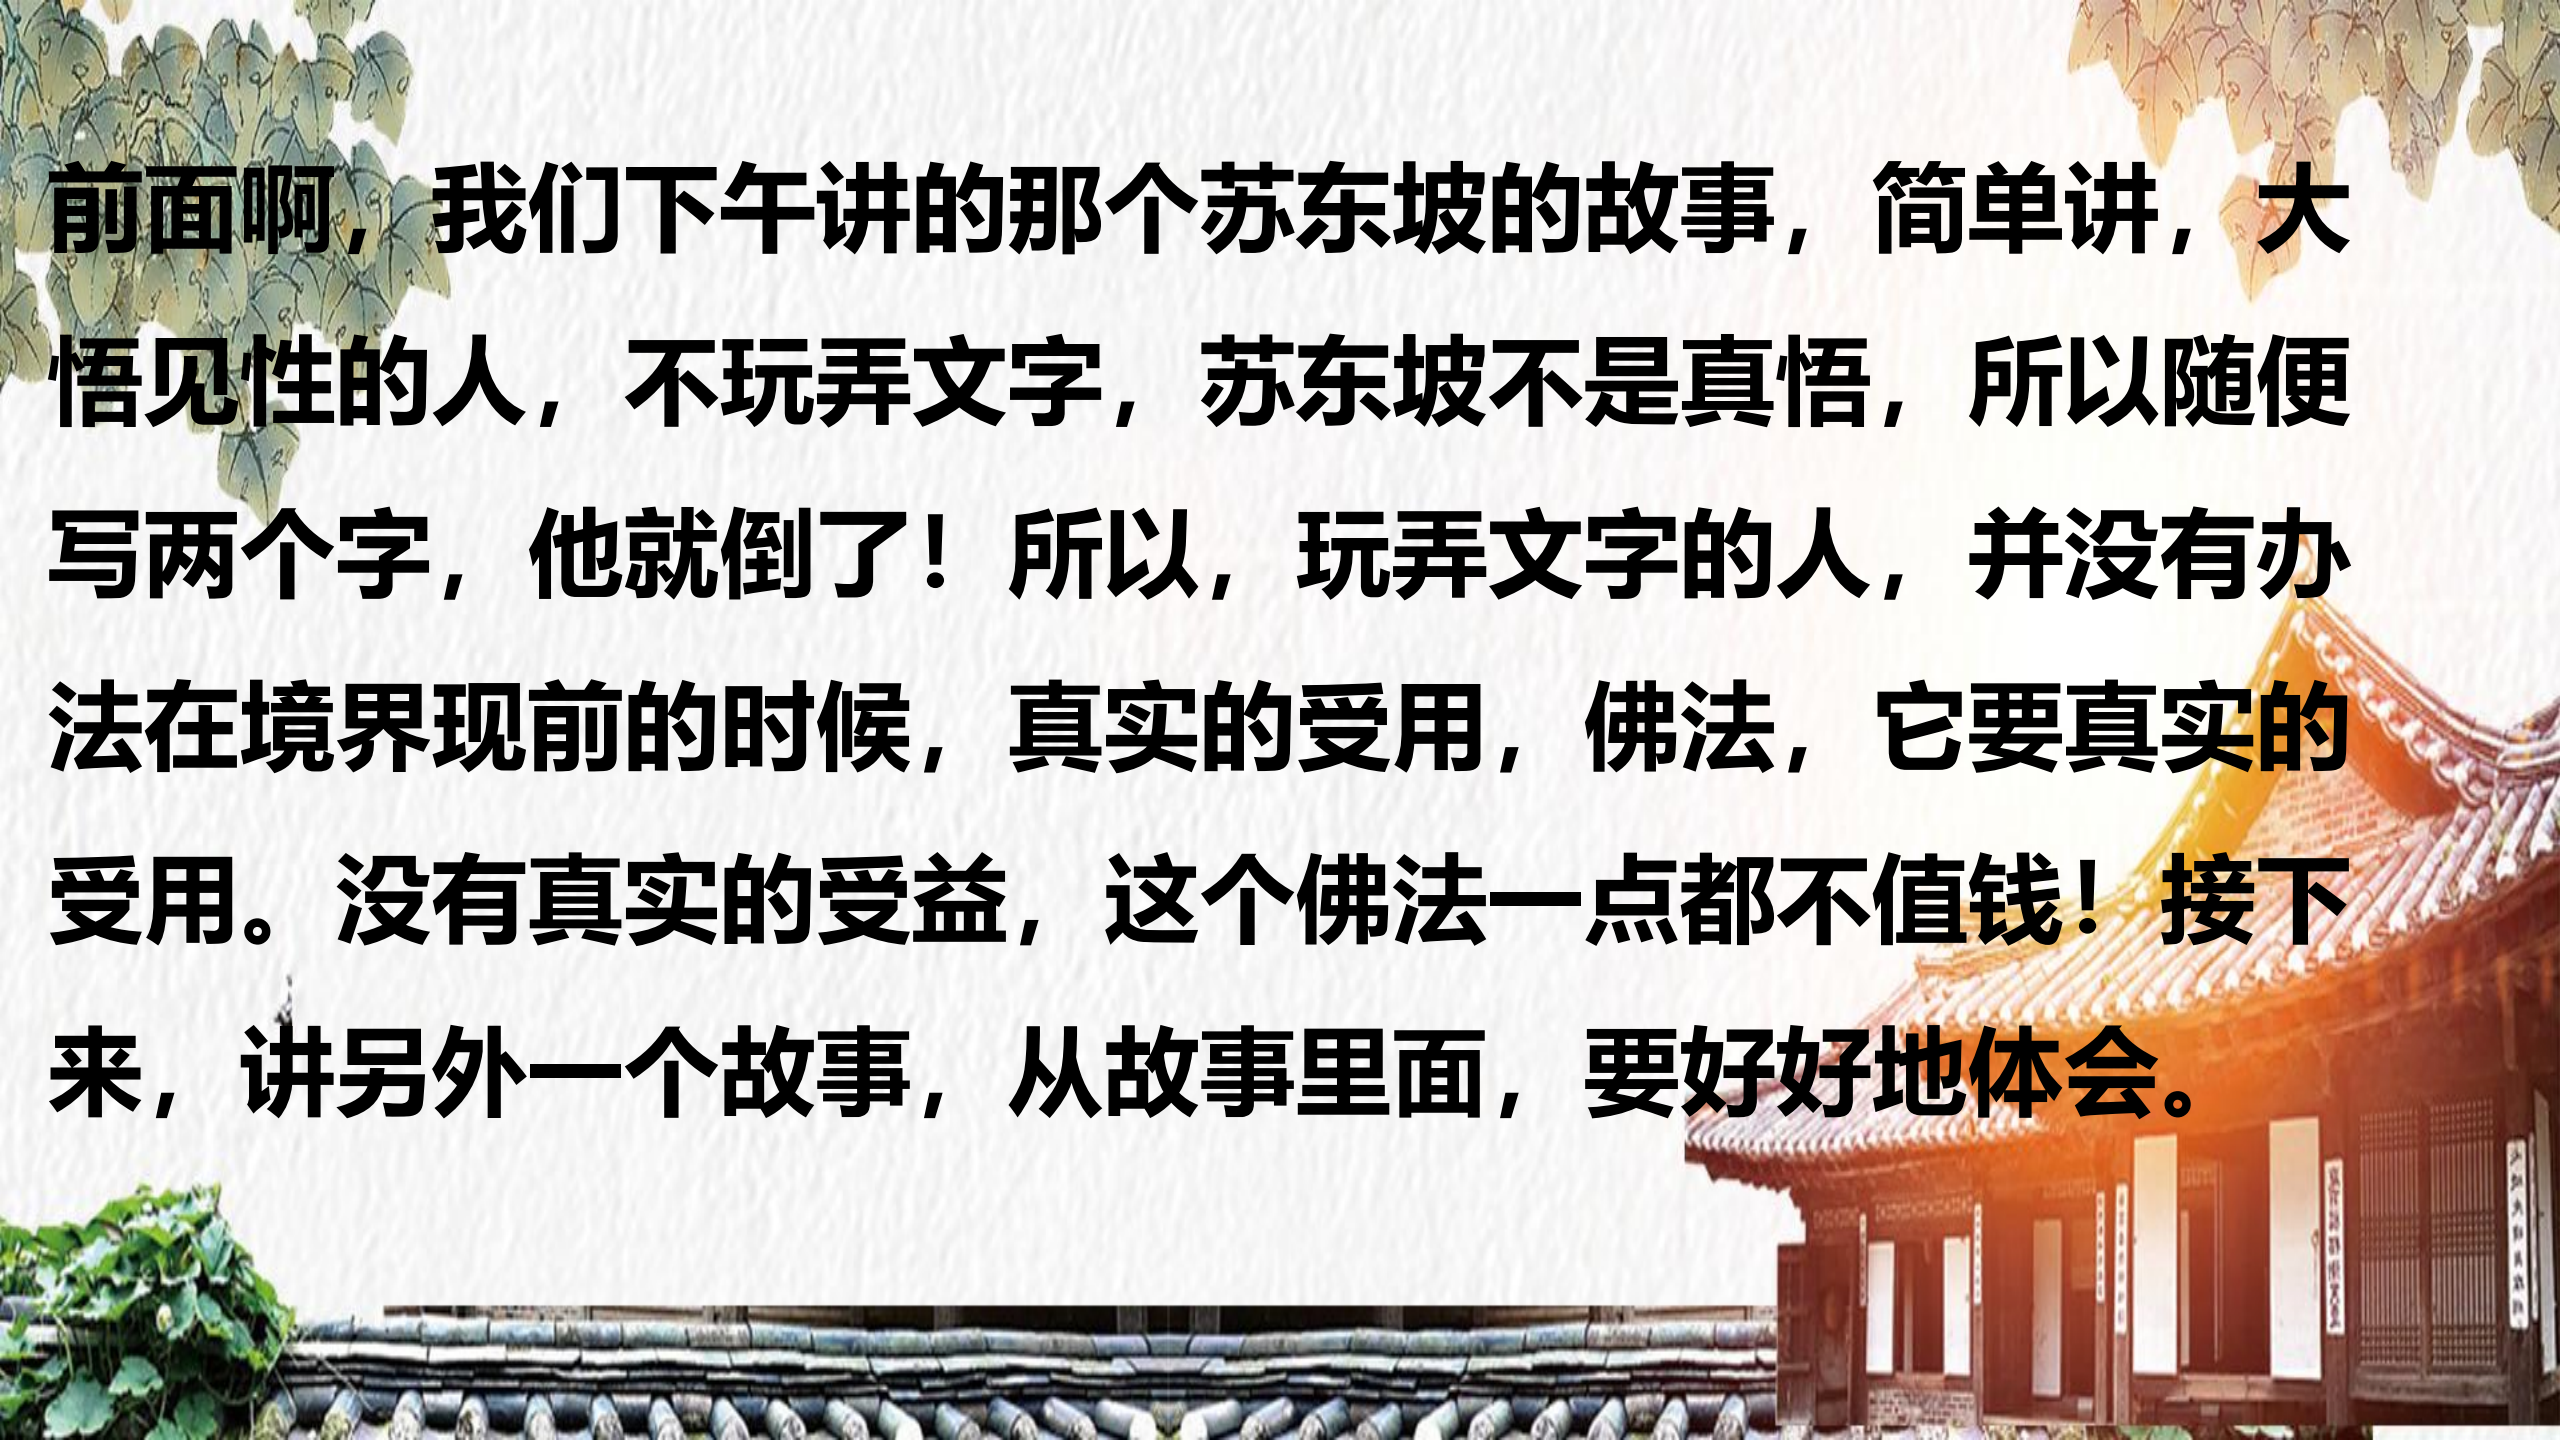 前面啊，我们下午讲的那个苏东坡的故事，简单讲，大
悟见性的人，不玩弄文字，苏东坡不是真悟，所以随便
写两个字，他就倒了！所以，玩弄文字的人，并没有办
法在境界现前的时候，真实的受用，佛法，它要真实的
受用。没有真实的受益，这个佛法一点都不值钱！接下
来，讲另外一个故事，从故事里面，要好好地体会。